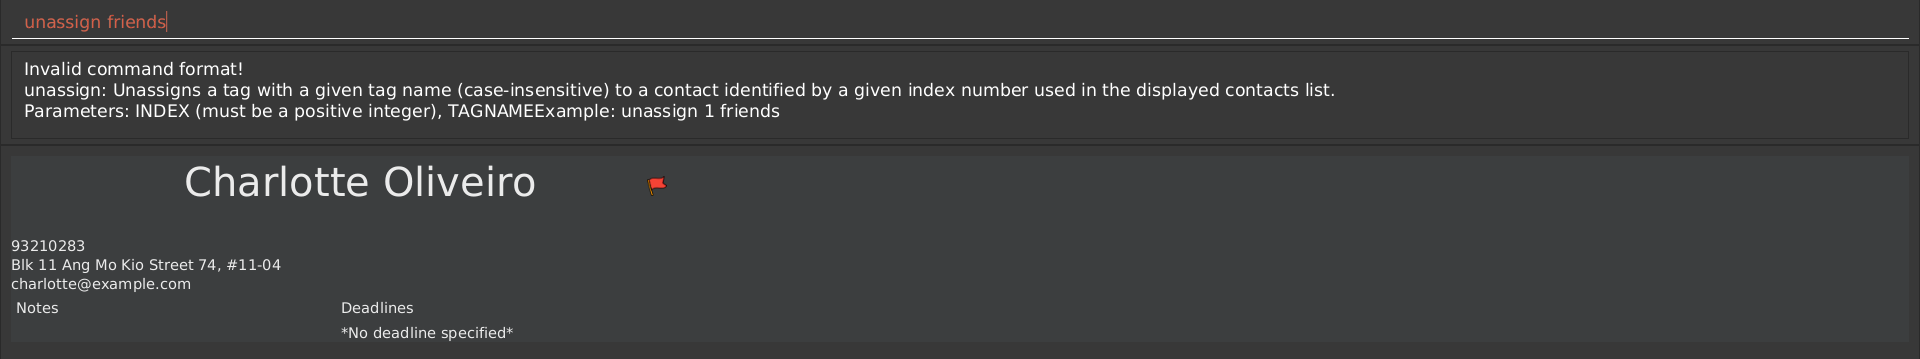 unassign friends
Invalid command format!
unassign: Unassigns a tag with a given tag name (case-insensitive) to a contact identified by a given index number used in the displayed contacts list.
Parameters: INDEX (must be a positive integer), TAGNAMEExample: unassign 1 friends
Charlotte Oliveiro
93210283
Blk 11 Ang Mo Kio Street 74, #11-04
charlotte@example.com
Notes Deadlines
*No deadline specified*